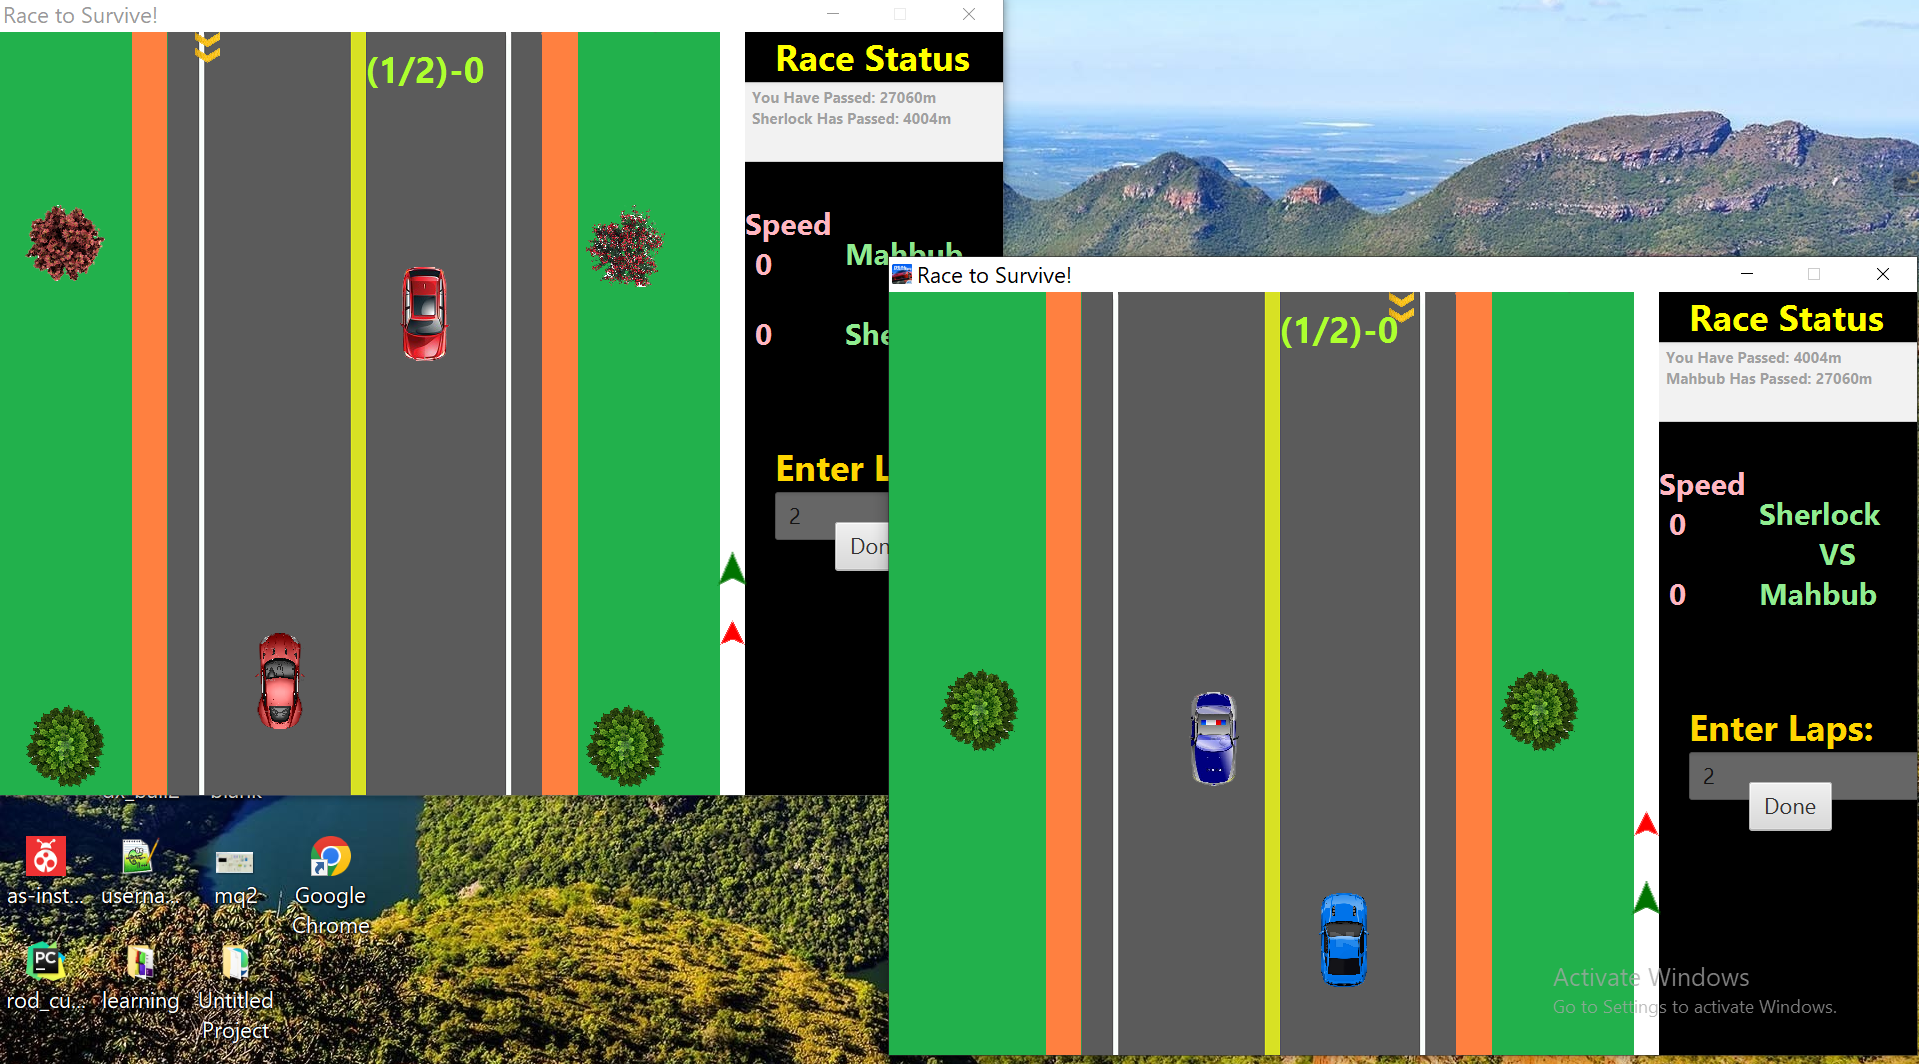 Race to Survive!
(1/2)-0
Race Status
You Have Passed: 27060m
Sherlock Has Passed: 4004m
Speed
0
Mahbub
0
She
Enter L
2
Don
Race to Survive!
(1/2)-0
Race Status
You Have Passed: 4004m
Mahbub Has Passed: 27060m
Speed
0
Sherlock
VS
0
Mahbub
Enter Laps:
2
Done
as-inst...
userna...
mq2
Google
Chrome
PC
rod_cu...
learning
Untitled
Project
Activate Windows
Go to Settings to activate Windows.